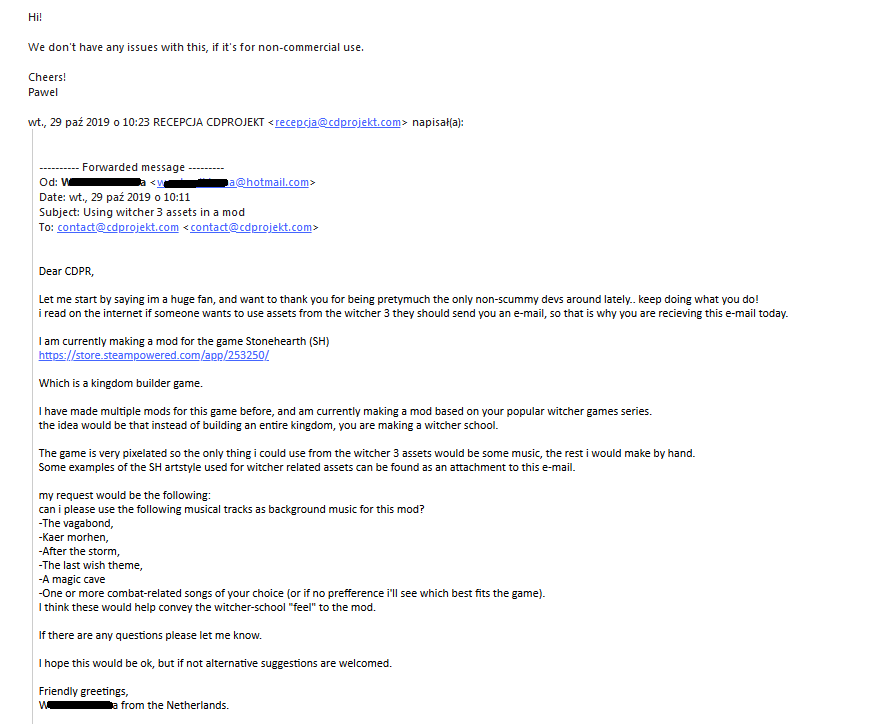 Hi!
We don't have any issues with this, if it's for non-commercial use.
Cheers!
Pawel
wt., 29 paź 2019 o 10:23 RECEPCJA CDPROJEKT <recepcja@cdprojekt.com> napisał(a):
---------- Forwarded message ---------
Od: W a <w a@hotmail.com>
Date: wt., 29 paź 2019 o 10:11
Subject: Using witcher 3 assets in a mod
To: contact@cdprojekt.com <contact@cdprojekt.com>
Dear CDPR,
Let me start by saying im a huge fan, and want to thank you for being pretymuch the only non-scummy devs around lately.. keep doing what you do!
i read on the internet if someone wants to use assets from the witcher 3 they should send you an e-mail, so that is why you are recieving this e-mail today.
I am currently making a mod for the game Stonehearth (SH)
https://store.steampowered.com/app/253250/
Which is a kingdom builder game.
I have made multiple mods for this game before, and am currently making a mod based on your popular witcher games series.
the idea would be that instead of building an entire kingdom, you are making a witcher school.
The game is very pixelated so the only thing i could use from the witcher 3 assets would be some music, the rest i would make by hand.
Some examples of the SH artstyle used for witcher related assets can be found as an attachment to this e-mail.
my request would be the following:
can i please use the following musical tracks as background music for this mod?
-The vagabond,
-Kaer morhen,
-After the storm,
-The last wish theme,
-A magic cave
-One or more combat-related songs of your choice (or if no prefference i'll see which best fits the game).
I think these would help convey the witcher-school "feel" to the mod.
If there are any questions please let me know.
I hope this would be ok, but if not alternative suggestions are welcomed.
Friendly greetings,
W a from the Netherlands.